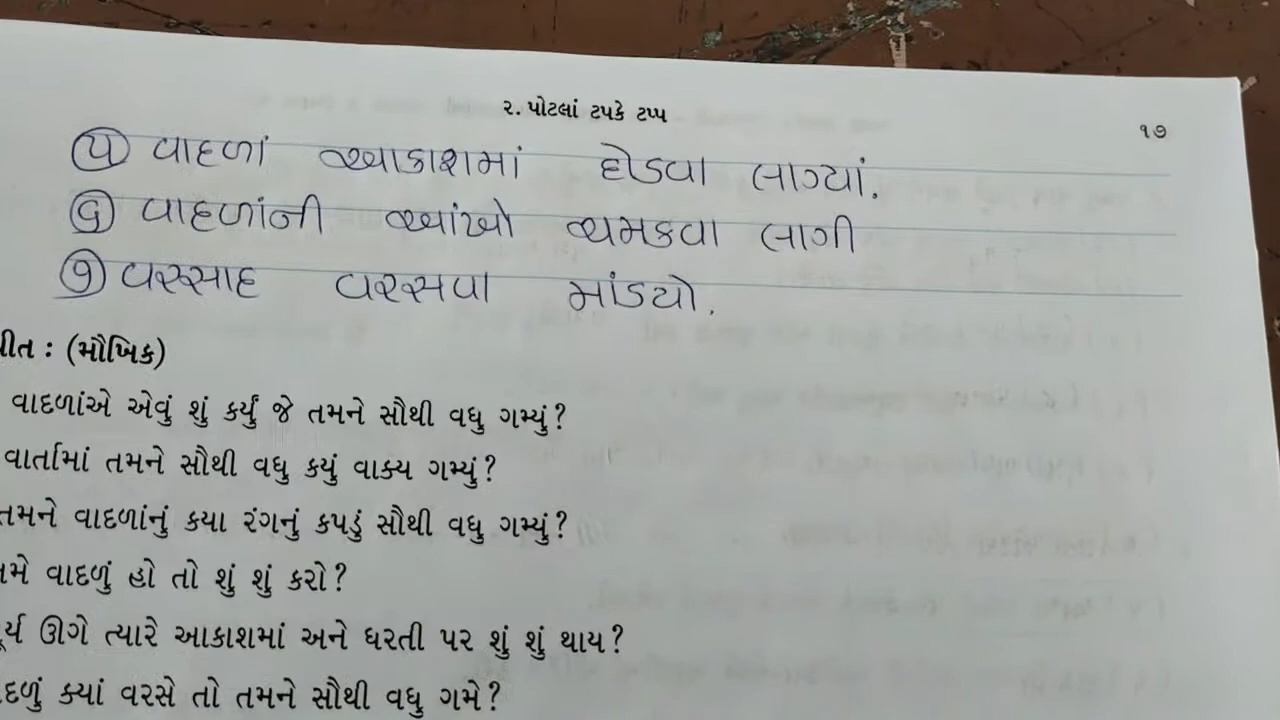 ૨. પોટલાં ટપકે ટપ્પ
૧૭
૫ વાદળાં આકાશમાં દોડવા લાગ્યાં.
૬ વાદળાંની આંખો ચમકવા લાગી
૭ વરસાદ વરસવા માંડયો.
(મૌખિક)
વાદળાંએ એવું શું કર્યું જે તમને સૌથી વધુ ગમ્યું?
વાર્તામાં તમને સૌથી વધુ કયું વાક્ય ગમ્યું?
તમને વાદળાંનું કયા રંગનું કપડું સૌથી વધુ ગમ્યું?
વાદળું હો તો શું શું કરો?
ઊગે ત્યારે આકાશમાં અને ધરતી પર શું શું થાય?
ક્યાં વરસે તો તમને સૌથી વધુ ગમે?